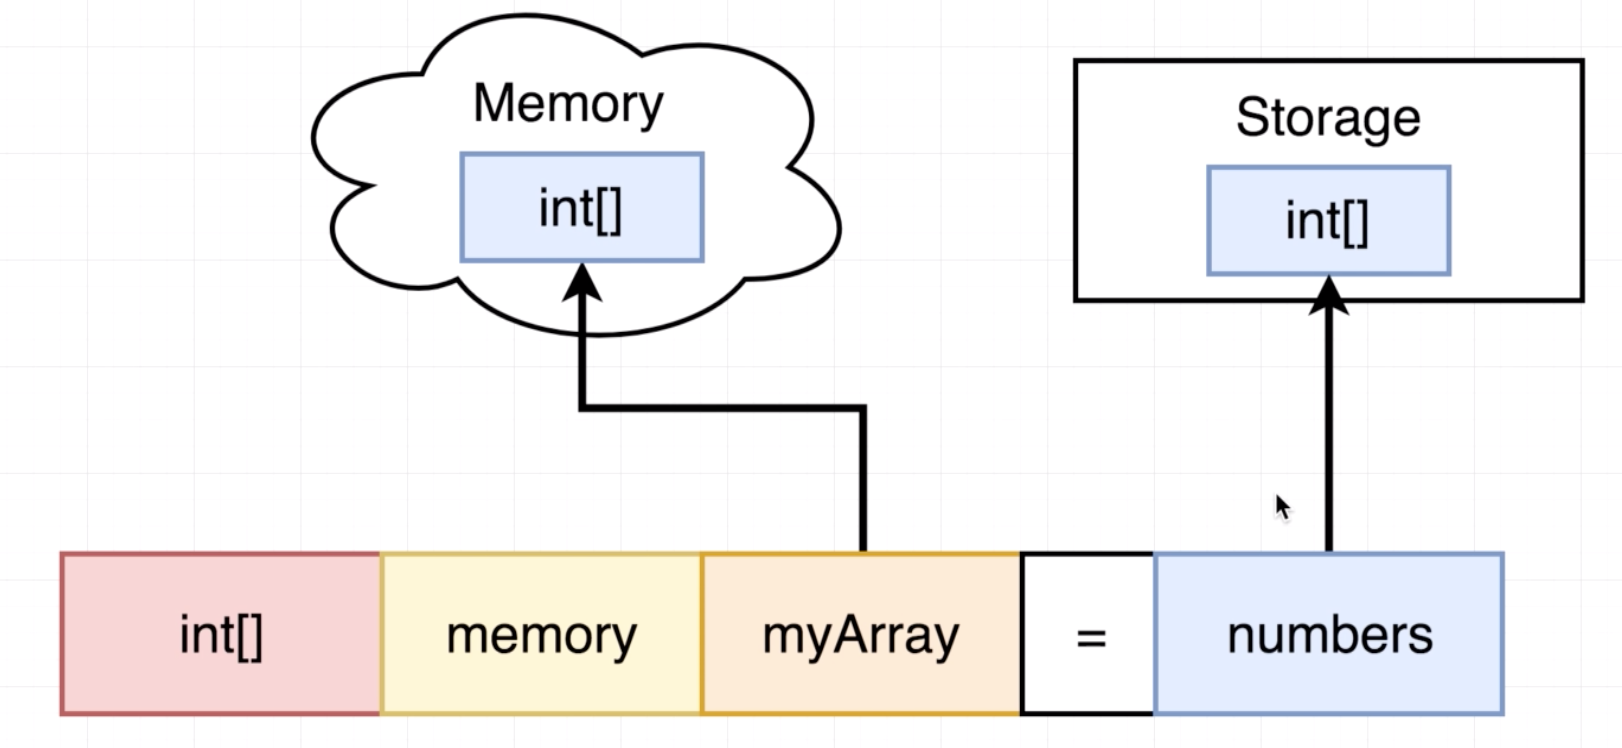 Memory
int[]
Storage
int[]
int[] memory myArray = numbers